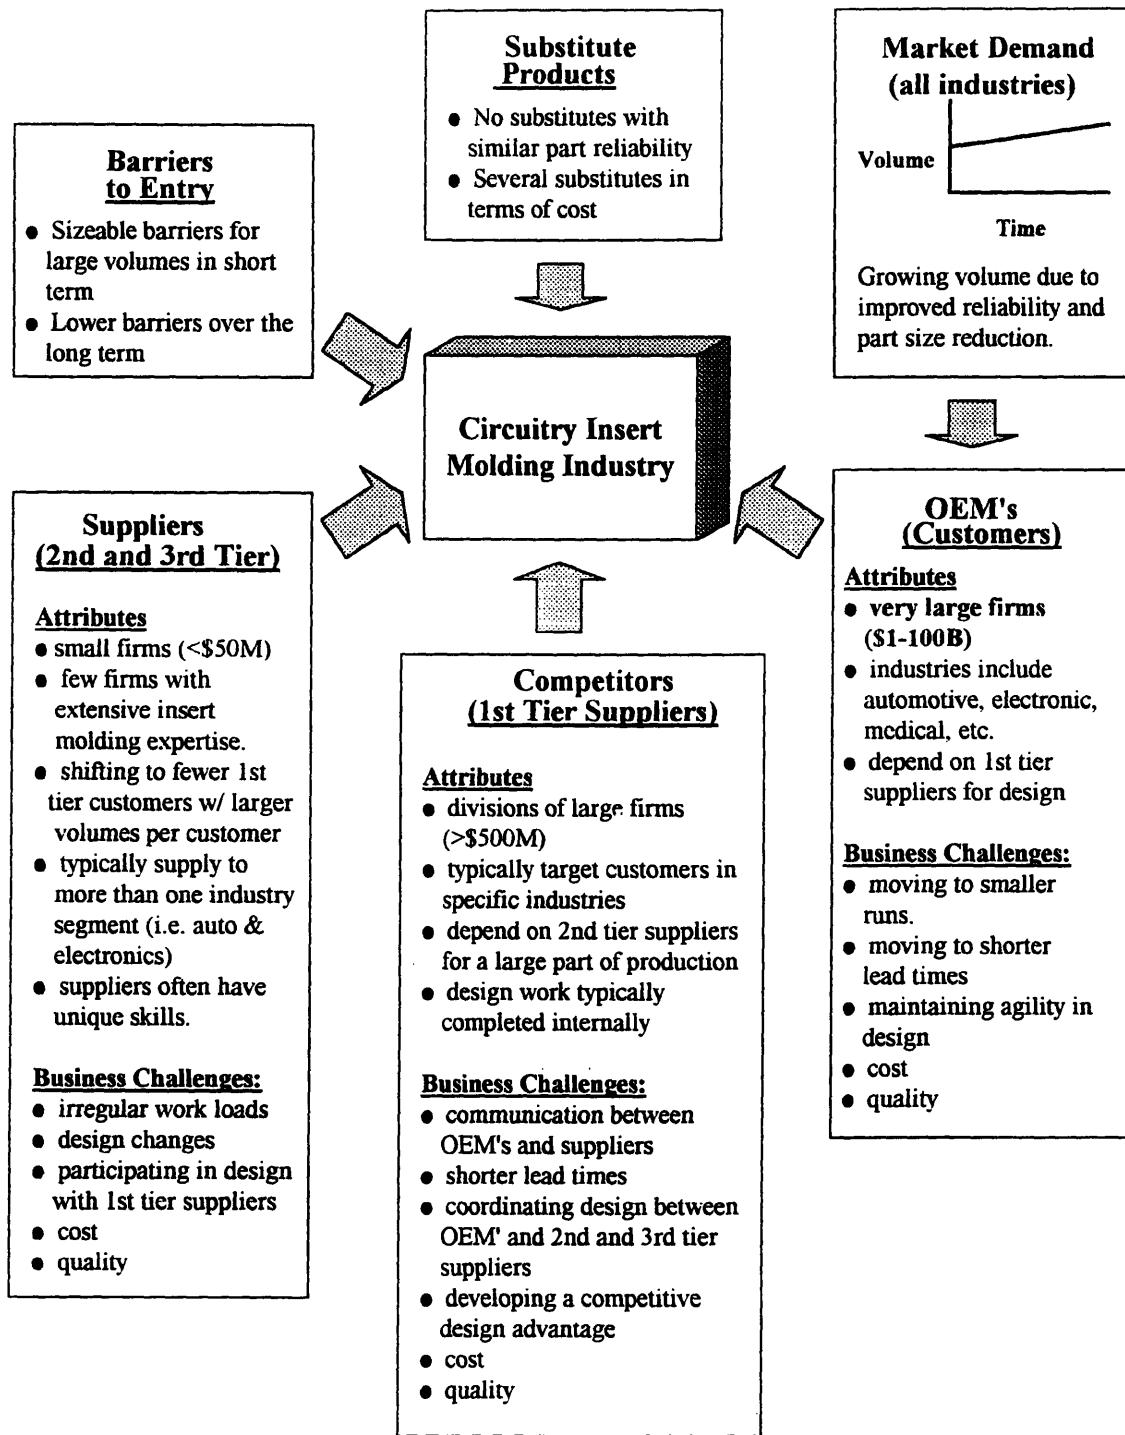 Substitute
Products
● No substitutes with
similar part reliability
● Several substitutes in
terms of cost
Market Demand
(all industries)
Volume
Time
Growing volume due to
improved reliability and
part size reduction.
Barriers
to Entry
● Sizeable barriers for
large volumes in short
term
● Lower barriers over the
long term
Circuitry Insert
Molding Industry
Suppliers
(2nd and 3rd Tier)
Attributes
● small firms (<$50M)
● few firms with
extensive insert
molding expertise.
● shifting to fewer 1st
tier customers w/ larger
volumes per customer
● typically supply to
more than one industry
segment (i.e. auto &
electronics)
● suppliers often have
unique skills.
Business Challenges:
● irregular work loads
● design changes
● participating in design
with 1st tier suppliers
● cost
● quality
Competitors
(1st Tier Suppliers)
Attributes
● divisions of large firms
(>$500M)
● typically target customers in
specific industries
● depend on 2nd tier suppliers
for a large part of production
● design work typically
completed internally
Business Challenges:
● communication between
OEM's and suppliers
● shorter lead times
● coordinating design between
OEM' and 2nd and 3rd tier
suppliers
● developing a competitive
design advantage
● cost
● quality
OEM's
(Customers)
Attributes
● very large firms
($1-100B)
● industries include
automotive, electronic,
medical, etc.
● depend on 1st tier
suppliers for design
Business Challenges:
● moving to smaller
runs.
● moving to shorter
lead times
● maintaining agility in
design
● cost
● quality